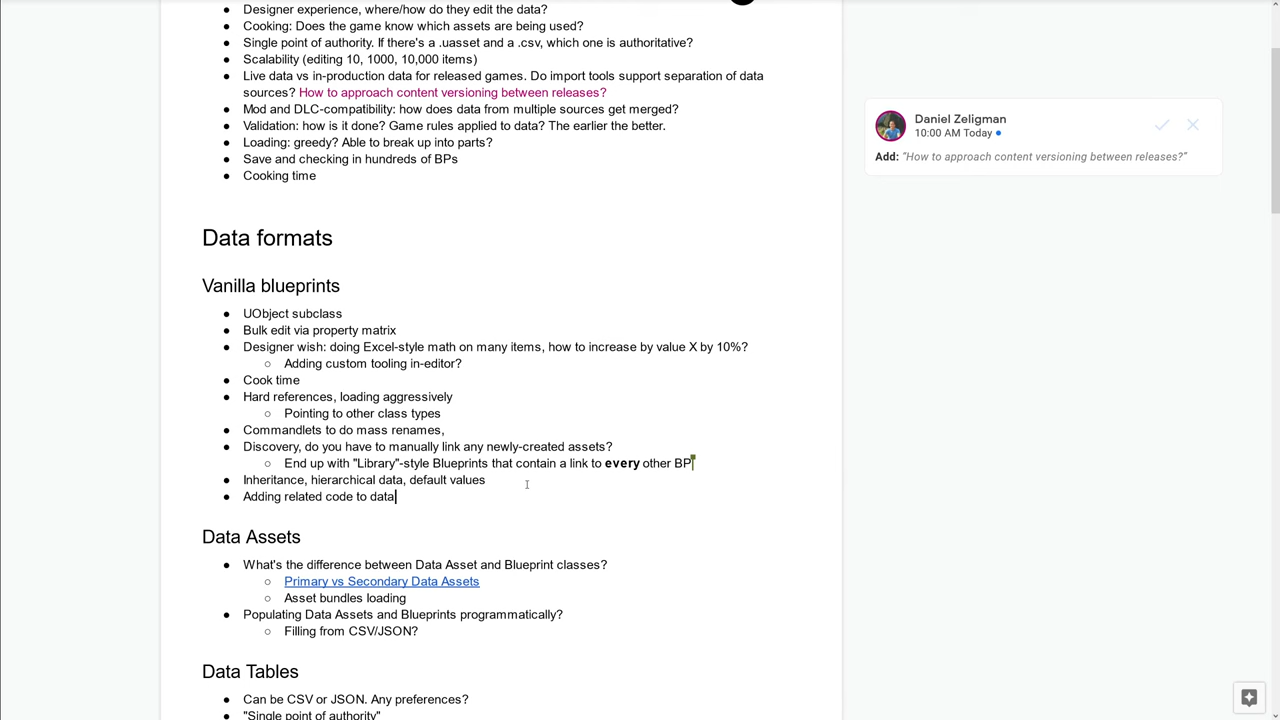 Designer experience, where/how do they edit the data?
Cooking: Does the game know which assets are being used?
Single point of authority. If there's a .uasset and a .csv, which one is authoritative?
Scalability (editing 10, 1000, 10,000 items)
Live data vs in-production data for released games. Do import tools support separation of data
sources? How to approach content versioning between releases?
Mod and DLC-compatibility: how does data from multiple sources get merged?
Validation: how is it done? Game rules applied to data? The earlier the better.
Loading: greedy? Able to break up into parts?
Save and checking in hundreds of BPs
Cooking time
Data formats
Vanilla blueprints
UObject subclass
Bulk edit via property matrix
Designer wish: doing Excel-style math on many items, how to increase by value X by 10%?
Adding custom tooling in-editor?
Cook time
Hard references, loading aggressively
Pointing to other class types
Commandlets to do mass renames,
Discovery, do you have to manually link any newly-created assets?
End up with "Library"-style Blueprints that contain a link to every other BP
Inheritance, hierarchical data, default values
Adding related code to data
Data Assets
What's the difference between Data Asset and Blueprint classes?
Primary vs Secondary Data Assets
Asset bundles loading
Populating Data Assets and Blueprints programmatically?
Filling from CSV/JSON?
Data Tables
Can be CSV or JSON. Any preferences?
"Single point of authority"
Daniel Zeligman
10:00 AM Today
Add: "How to approach content versioning between releases?"